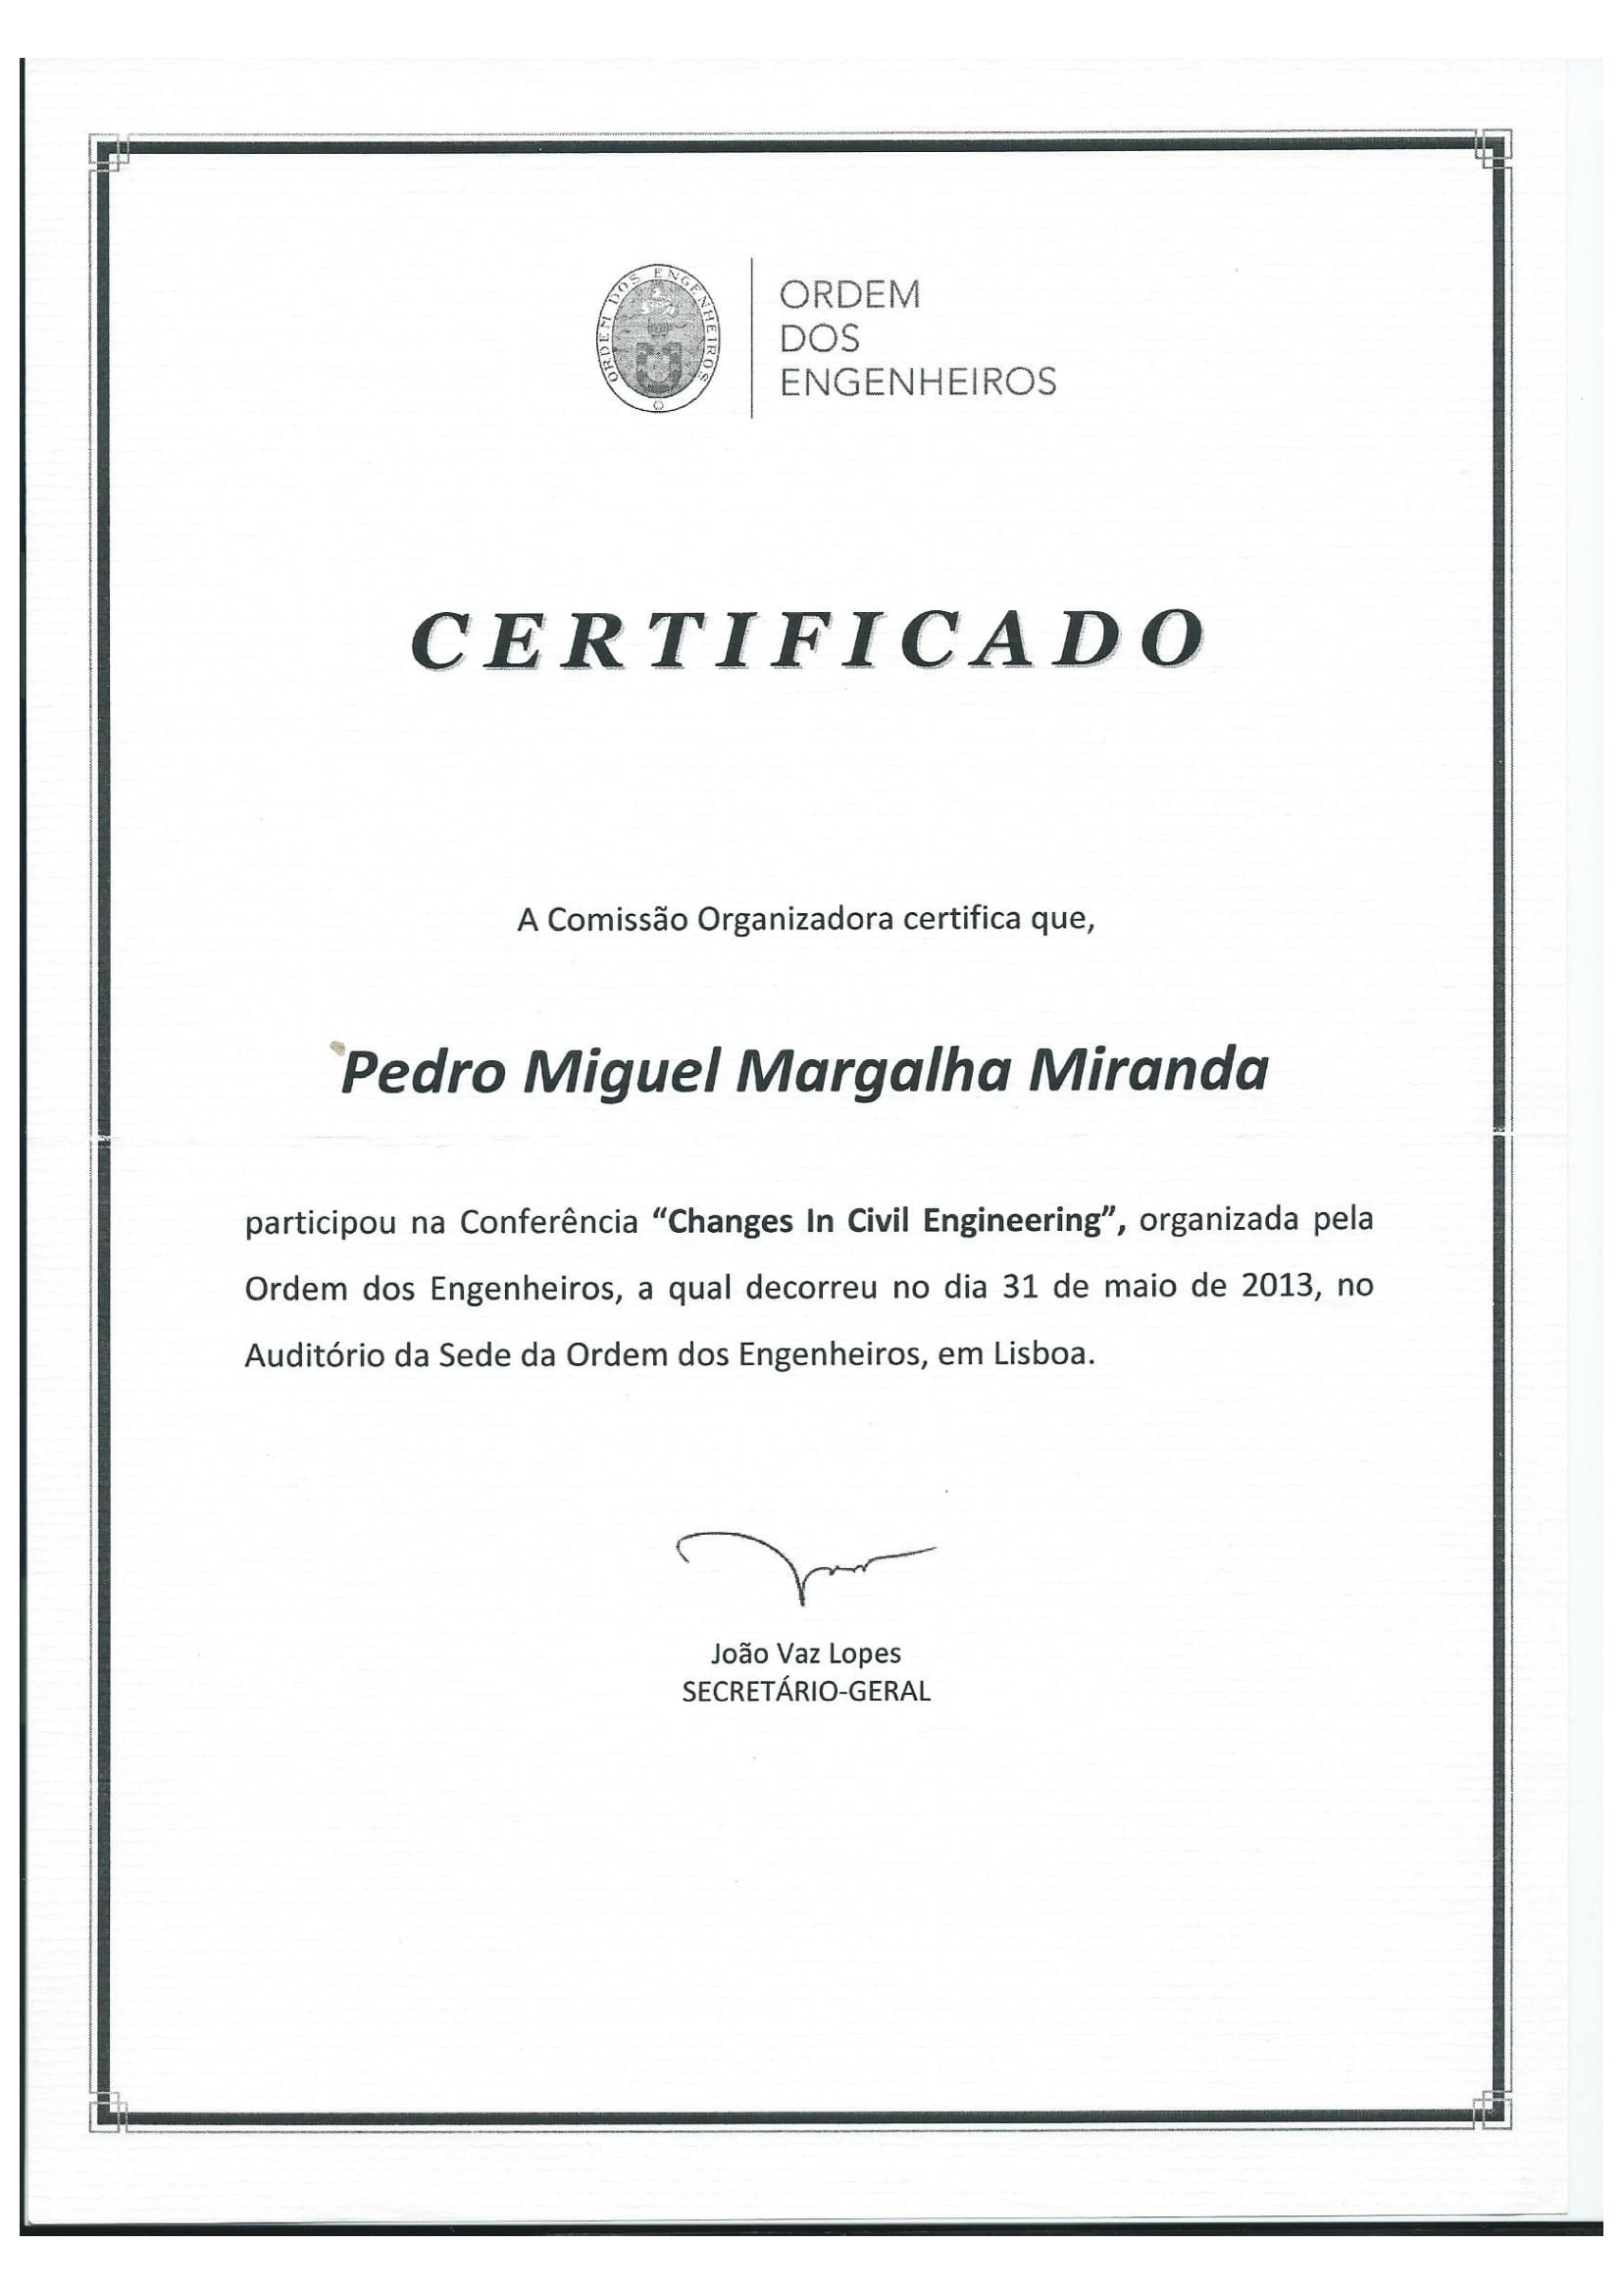 ORDEM DOS ENGENHEIROS
ORDEM
DOS
ENGENHEIROS
CERTIFICADO
A Comissão Organizadora certifica que,
Pedro Miguel Margalha Miranda
participou na Conferência “Changes In Civil Engineering”, organizada pela
Ordem dos Engenheiros, a qual decorreu no dia 31 de maio de 2013, no
Auditório da Sede da Ordem dos Engenheiros, em Lisboa.
João Vaz Lopes
SECRETÁRIO-GERAL